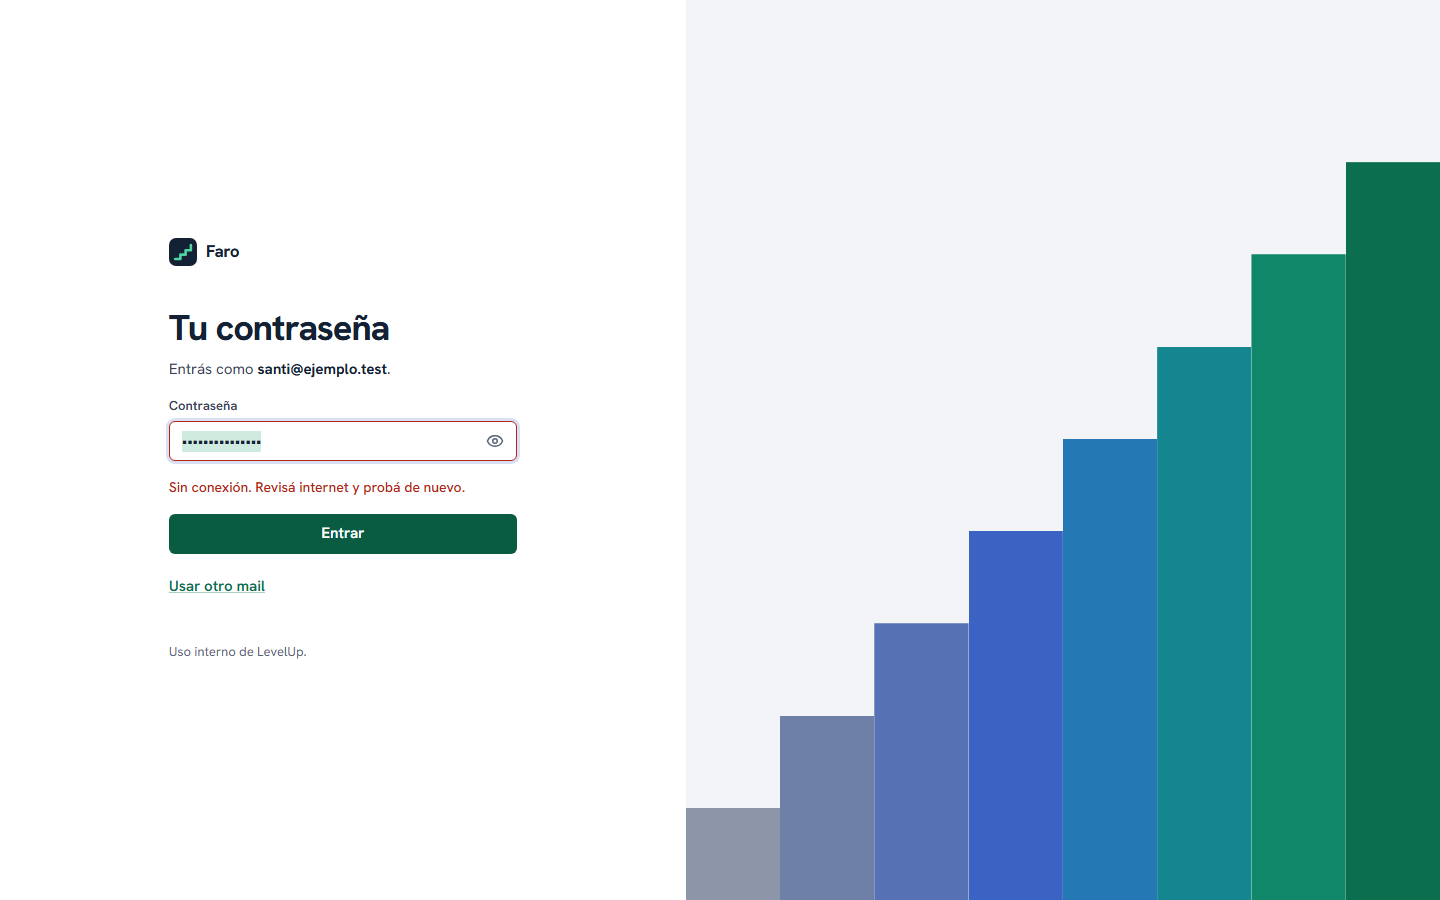 Faro
Tu contraseña
Entrás como santi@ejemplo.test.
Contraseña
•••••••••••••••
Sin conexión. Revisá internet y probá de nuevo.
Entrar
Usar otro mail
Uso interno de LevelUp.